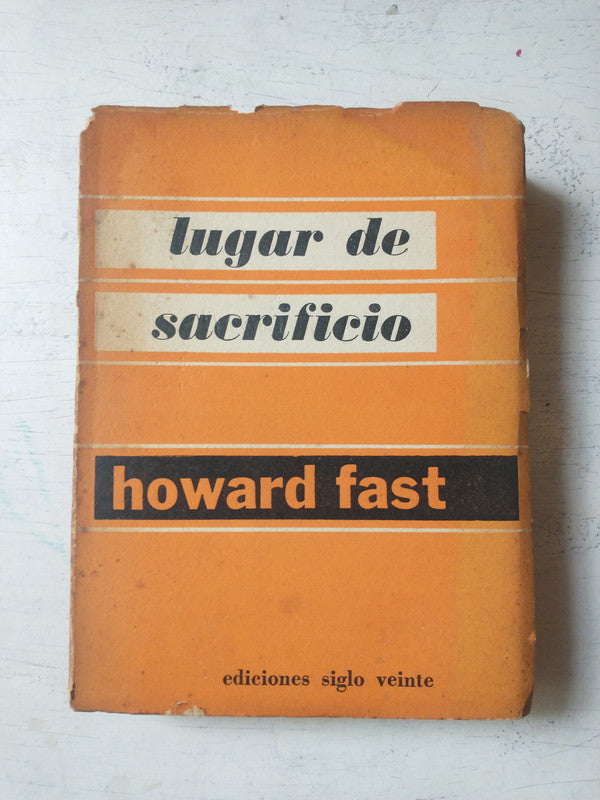 lugar de
sacrificio
howard fast
ediciones siglo veinte